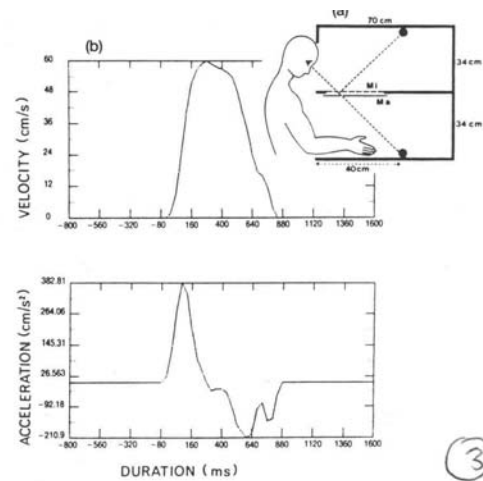 (a)
70 cm
(b)
34 cm
Mi
Ma
34 cm
40 cm
VELOCITY (cm/s)
60
48
36
24
12
0
-800 -560 -320 -80 160 400 640 880 1120 1360 1600
ACCELERATION (cm/s²)
382.81
264.06
145.31
26.563
-92.18
-210.9
-800 -560 -320 -80 160 400 640 880 1120 1360 1600
DURATION (ms)
3